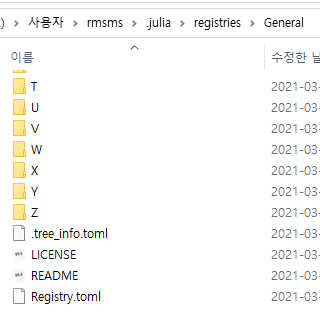 ) > 사용자 > rmsms > .julia > registries > General
이름 수정한 날
T 2021-03-
U 2021-03-
V 2021-03-
W 2021-03-
X 2021-03-
Y 2021-03-
Z 2021-03-
.tree_info.toml 2021-03-
LICENSE 2021-03-
README 2021-03-
Registry.toml 2021-03-